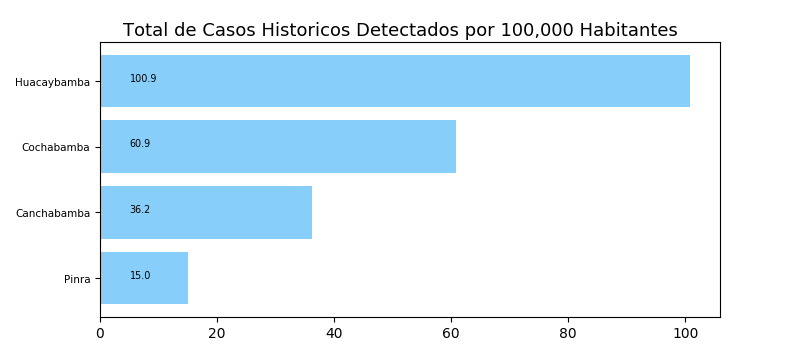 Total de Casos Historicos Detectados por 100,000 Habitantes
Huacaybamba 100.9
Cochabamba 60.9
Canchabamba 36.2
Pinra 15.0
0 20 40 60 80 100